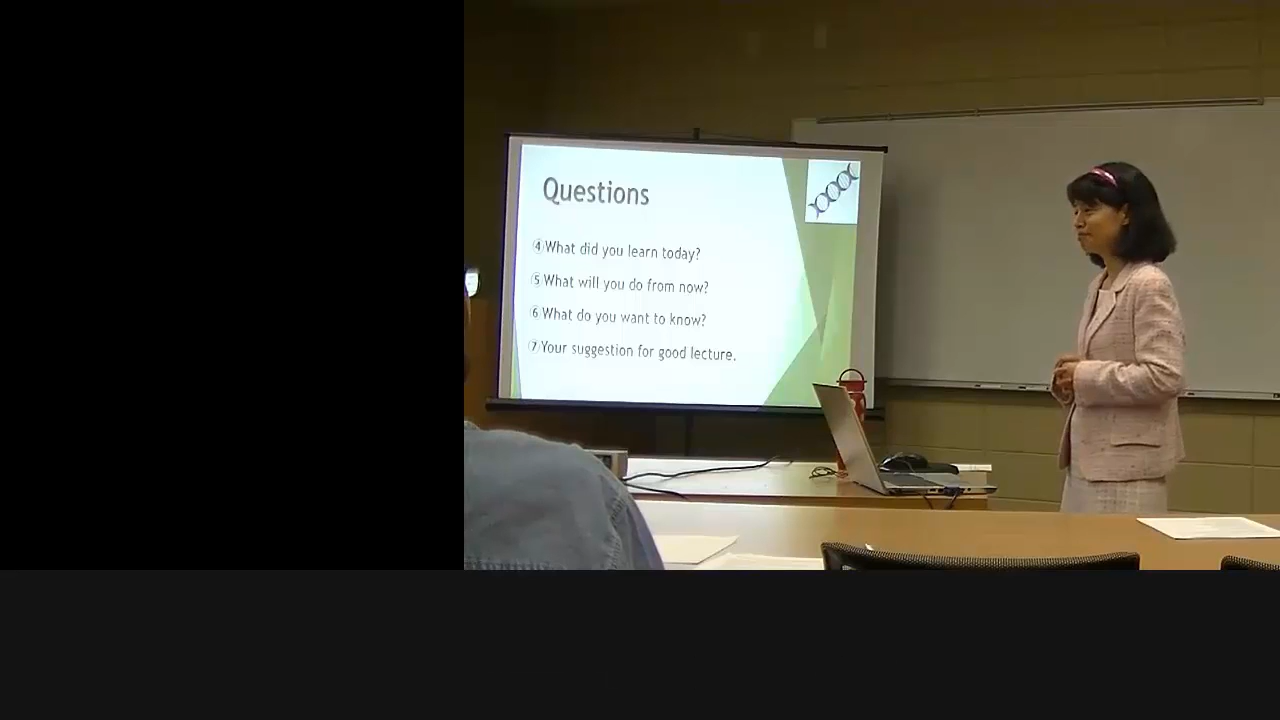 Questions
④What did you learn today?
⑤What will you do from now?
⑥What do you want to know?
⑦Your suggestion for good lecture.